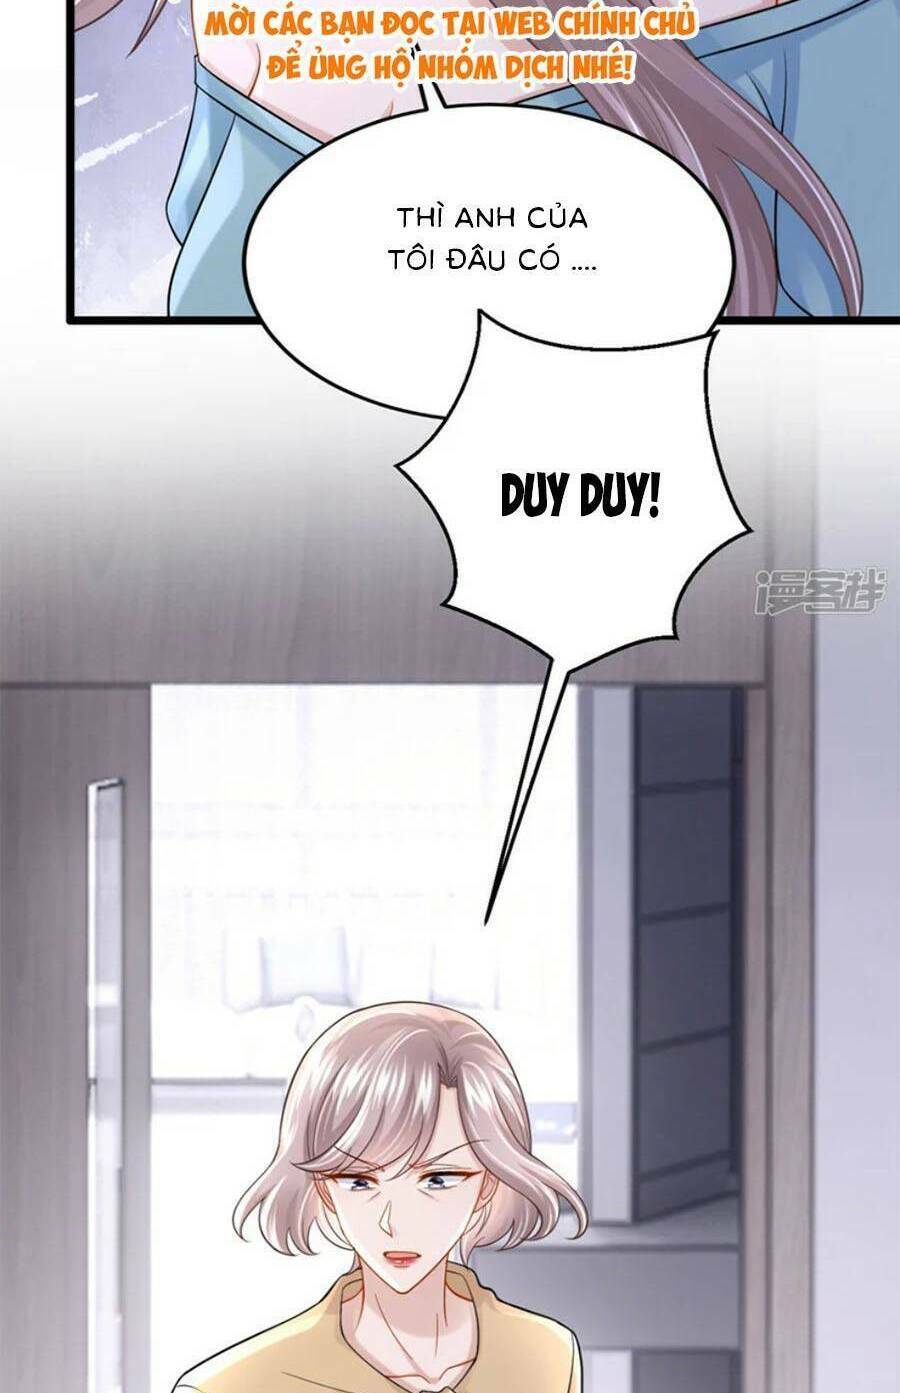 MỜI CÁC BẠN ĐỌC TẠI WEB CHÍNH CHỦ
ĐỂ ỦNG HỘ NHÓM DỊCH NHÉ!
THÌ ANH CỦA
TÔI ĐÂU CÓ ....
DUY DUY!
漫客栈